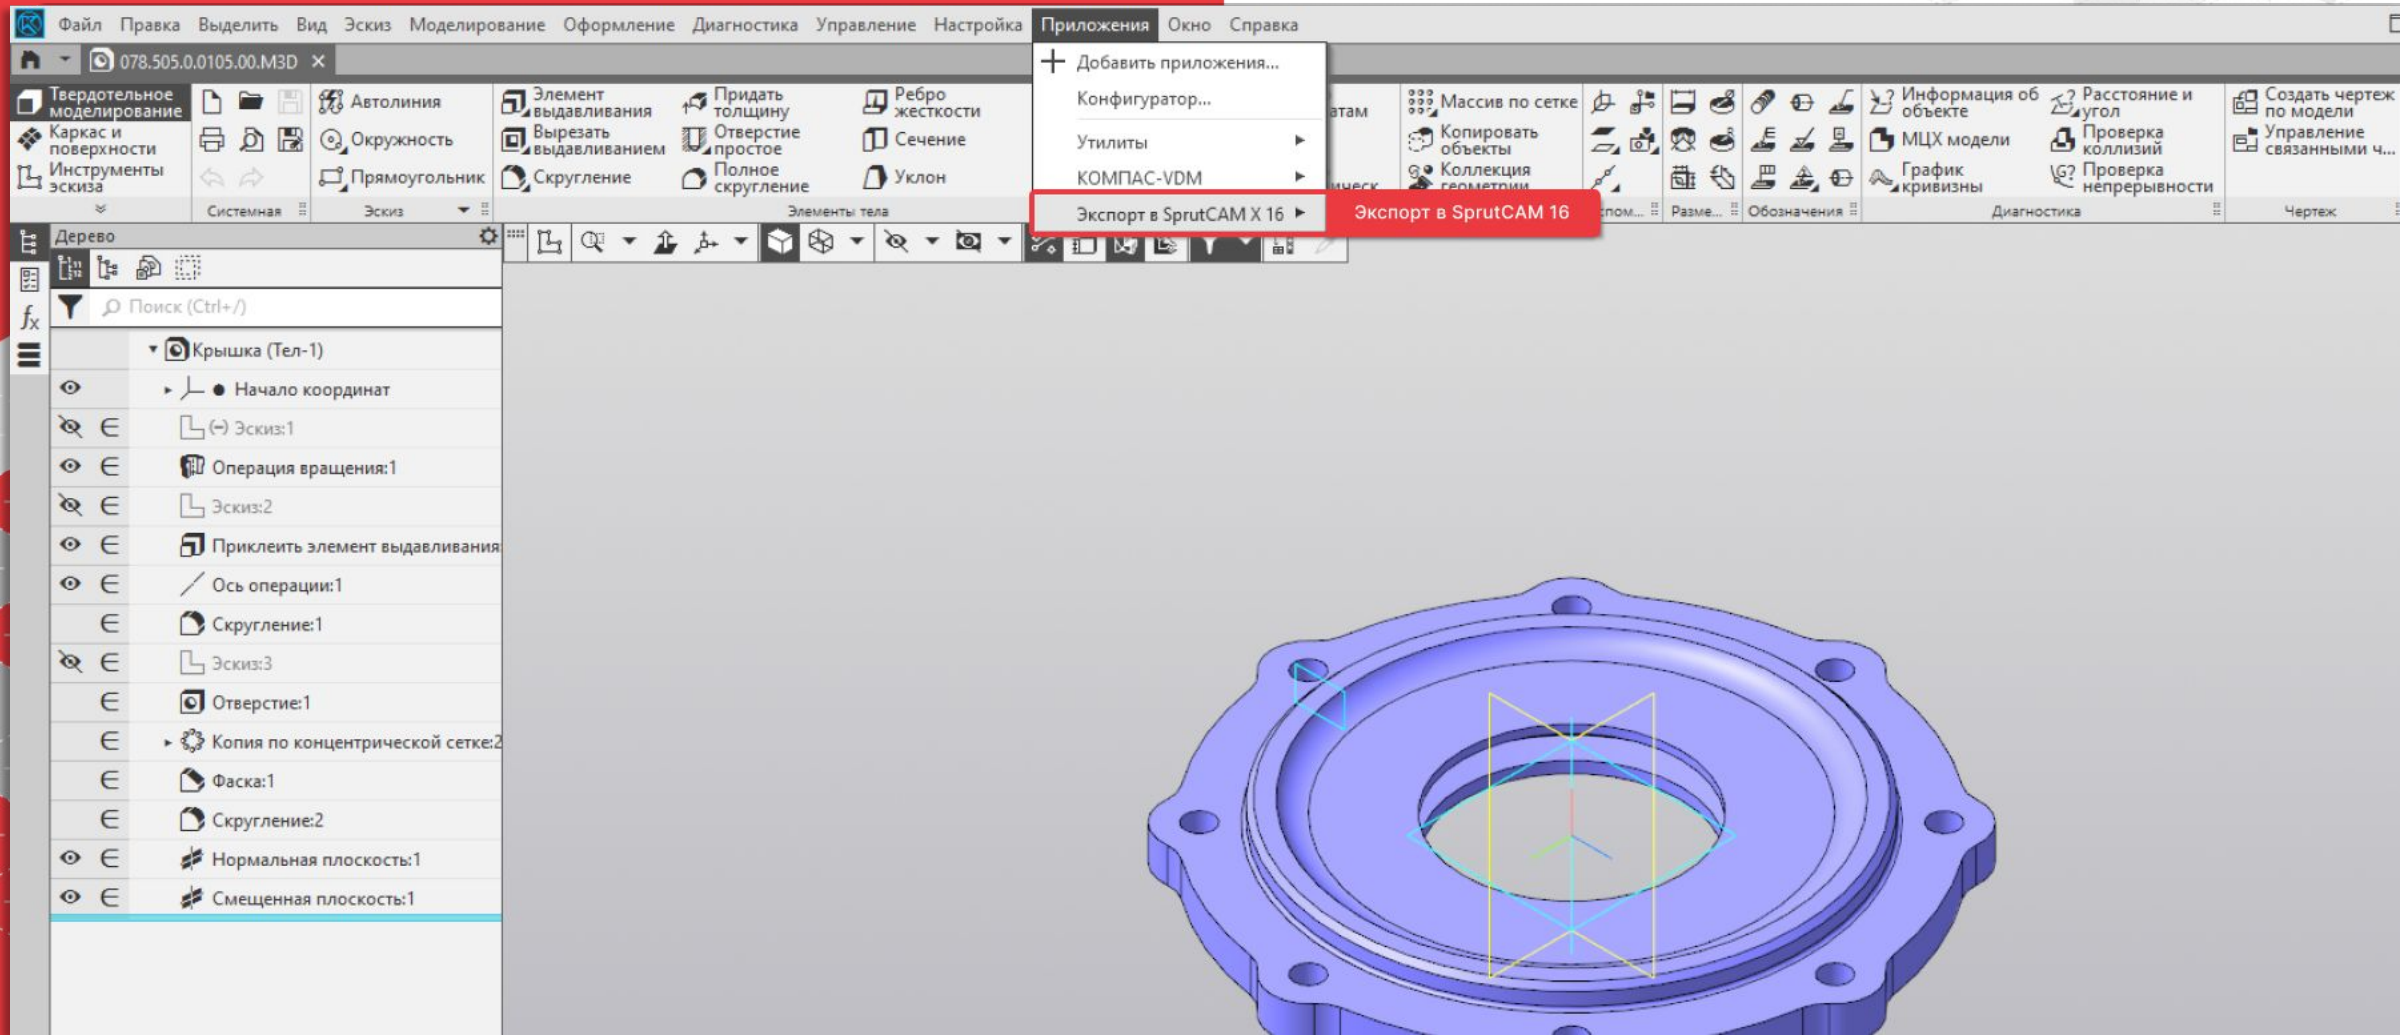 Файл Правка Выделить Вид Эскиз Моделирование Оформление Диагностика Управление Настройка Приложения Окно Справка
078.505.0.0105.00.M3D
Добавить приложения...
Конфигуратор...
Утилиты
КОМПАС-VDM
Экспорт в SprutCAM X 16
Экспорт в SprutCAM 16
Твердотельное
моделирование
Каркас и
поверхности
Инструменты
эскиза
Системная
Автолиния
Окружность
Прямоугольник
Эскиз
Элемент
выдавливания
Вырезать
выдавливанием
Скругление
Придать
толщину
Отверстие
простое
Полное
скругление
Ребро
жесткости
Сечение
Уклон
Элементы тела
Массив по сетке
Копировать
объекты
Коллекция
геометрии
Разме...
Обозначения
Информация об
объекте
МЦХ модели
График
кривизны
Расстояние и
угол
Проверка
коллизий
Проверка
непрерывности
Диагностика
Создать чертеж
по модели
Управление
связанными ч...
Чертеж
Дерево
Поиск (Ctrl+/)
Крышка (Тел-1)
Начало координат
(-) Эскиз:1
Операция вращения:1
Эскиз:2
Приклеить элемент выдавливания
Ось операции:1
Скругление:1
Эскиз:3
Отверстие:1
Копия по концентрической сетке:2
Фаска:1
Скругление:2
Нормальная плоскость:1
Смещенная плоскость:1